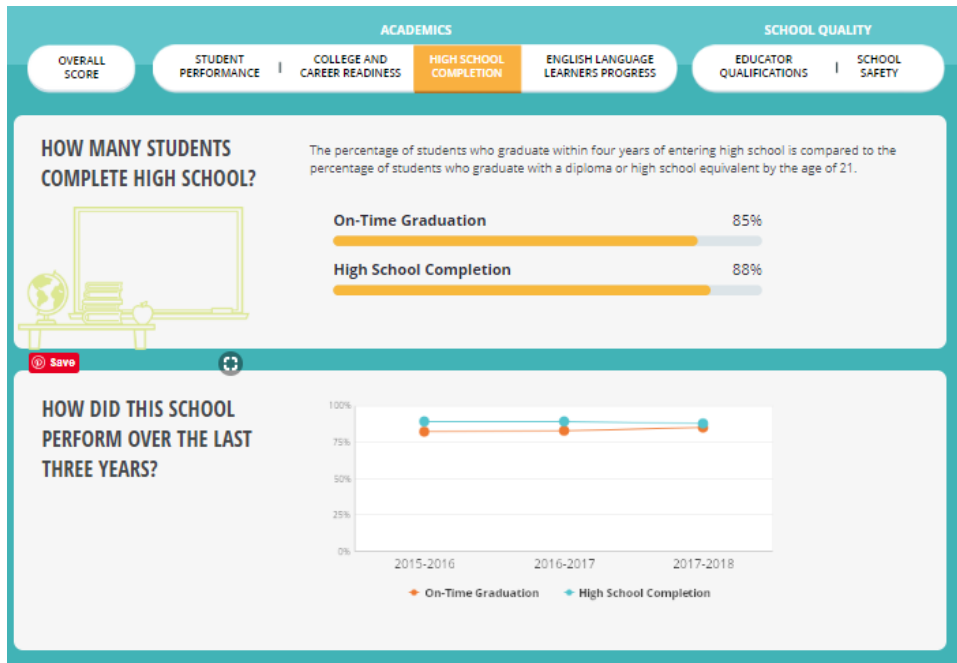 ACADEMICS
SCHOOL QUALITY
OVERALL
SCORE
STUDENT
PERFORMANCE
COLLEGE AND
CAREER READINESS
HIGH SCHOOL
COMPLETION
ENGLISH LANGUAGE
LEARNERS PROGRESS
EDUCATOR
QUALIFICATIONS
SCHOOL
SAFETY
HOW MANY STUDENTS
COMPLETE HIGH SCHOOL?
The percentage of students who graduate within four years of entering high school is compared to the
percentage of students who graduate with a diploma or high school equivalent by the age of 21.
On-Time Graduation 85%
High School Completion 88%
Save
HOW DID THIS SCHOOL
PERFORM OVER THE LAST
THREE YEARS?
100%
75%
50%
25%
0%
2015-2016 2016-2017 2017-2018
On-Time Graduation High School Completion